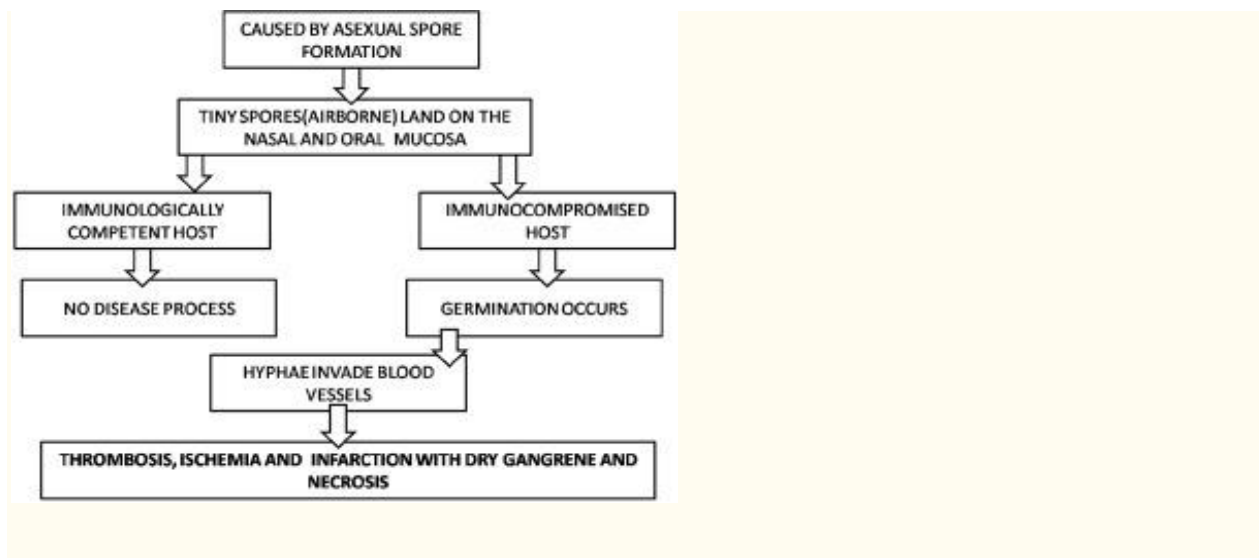 CAUSED BY ASEXUAL SPORE
FORMATION
TINY SPORES(AIRBORNE) LAND ON THE
NASAL AND ORAL MUCOSA
IMMUNOLOGICALLY
COMPETENT HOST
IMMUNOCOMPROMISED
HOST
NO DISEASE PROCESS
GERMINATION OCCURS
HYPHAE INVADE BLOOD
VESSELS
THROMBOSIS, ISCHEMIA AND INFARCTION WITH DRY GANGRENE AND
NECROSIS